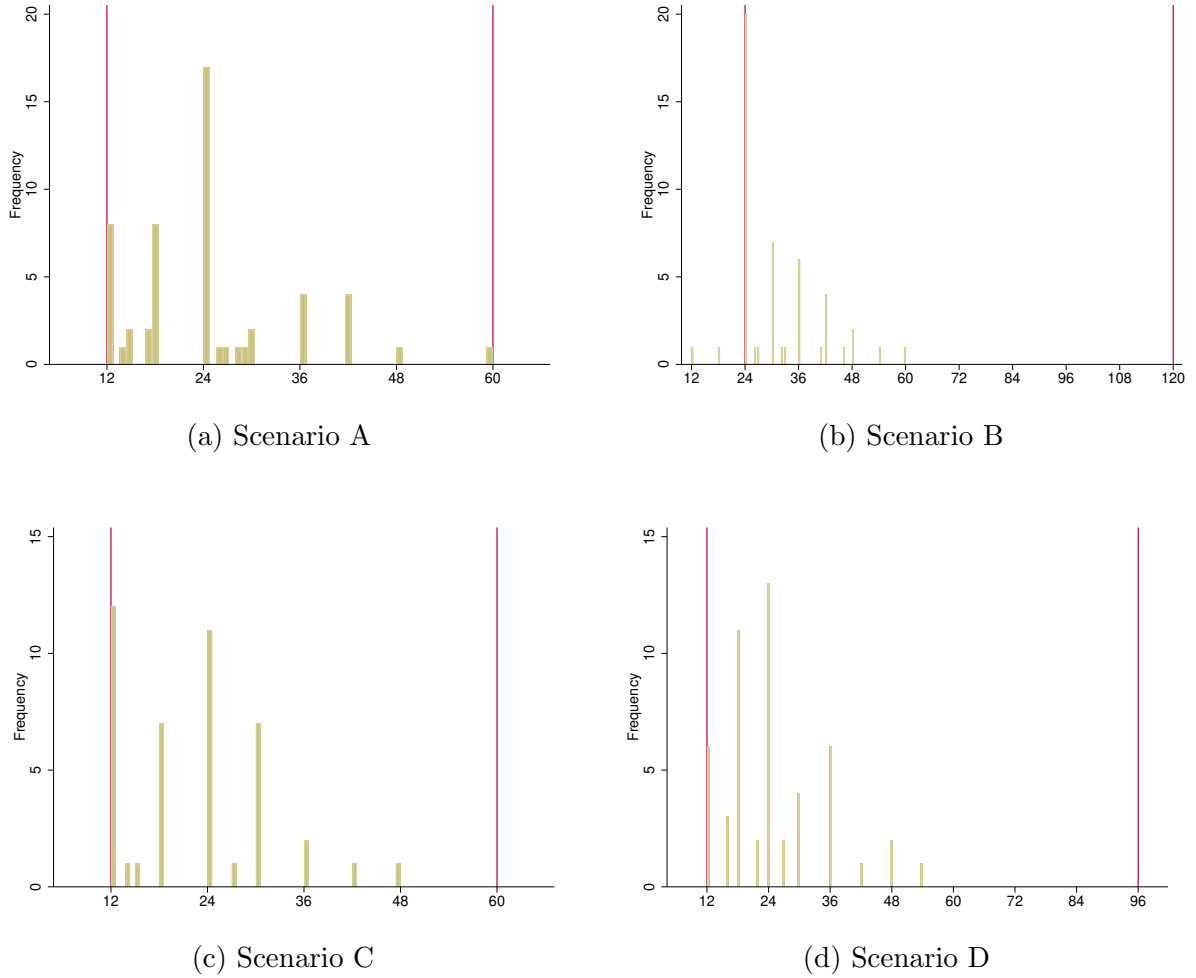 Frequency
0 5 10 15 20
12 24 36 48 60
(a) Scenario A
Frequency
0 5 10 15 20
12 24 36 48 60 72 84 96 108 120
(b) Scenario B
Frequency
0 5 10 15
12 24 36 48 60
(c) Scenario C
Frequency
0 5 10 15
12 24 36 48 60 72 84 96
(d) Scenario D